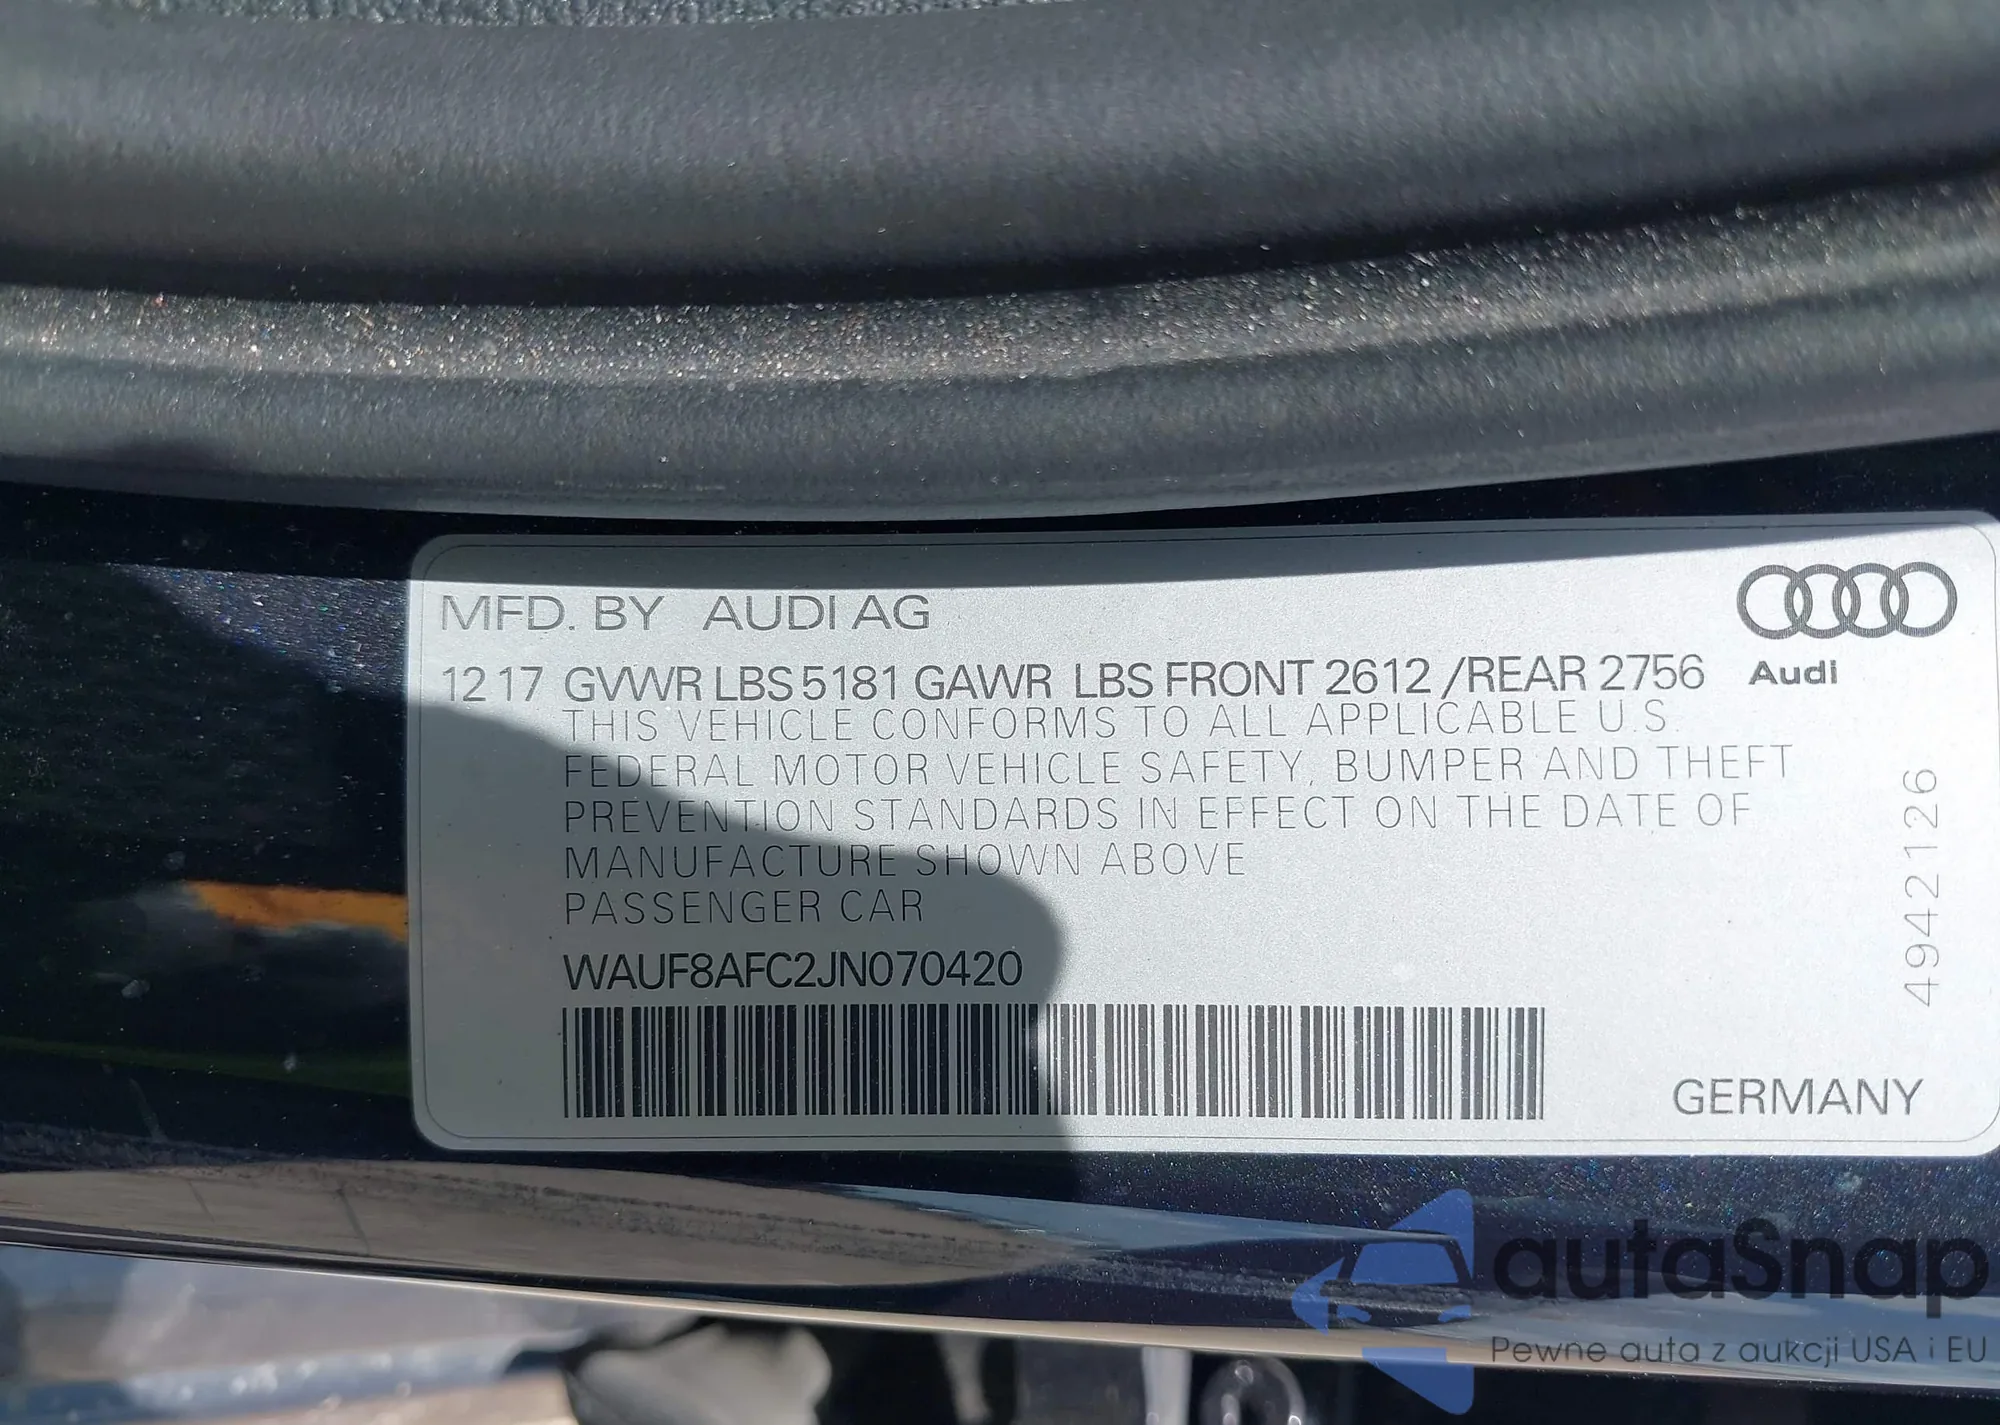 MFD. BY AUDI AG
12 17 GVWR LBS 5181 GAWR LBS FRONT 2612 /REAR 2756
Audi
THIS VEHICLE CONFORMS TO ALL APPLICABLE U.S.
FEDERAL MOTOR VEHICLE SAFETY, BUMPER AND THEFT
PREVENTION STANDARDS IN EFFECT ON THE DATE OF
MANUFACTURE SHOWN ABOVE
PASSENGER CAR
WAUF8AFC2JN070420
4942126
GERMANY
autaSnap
Pewne auta z aukcji USA i EU